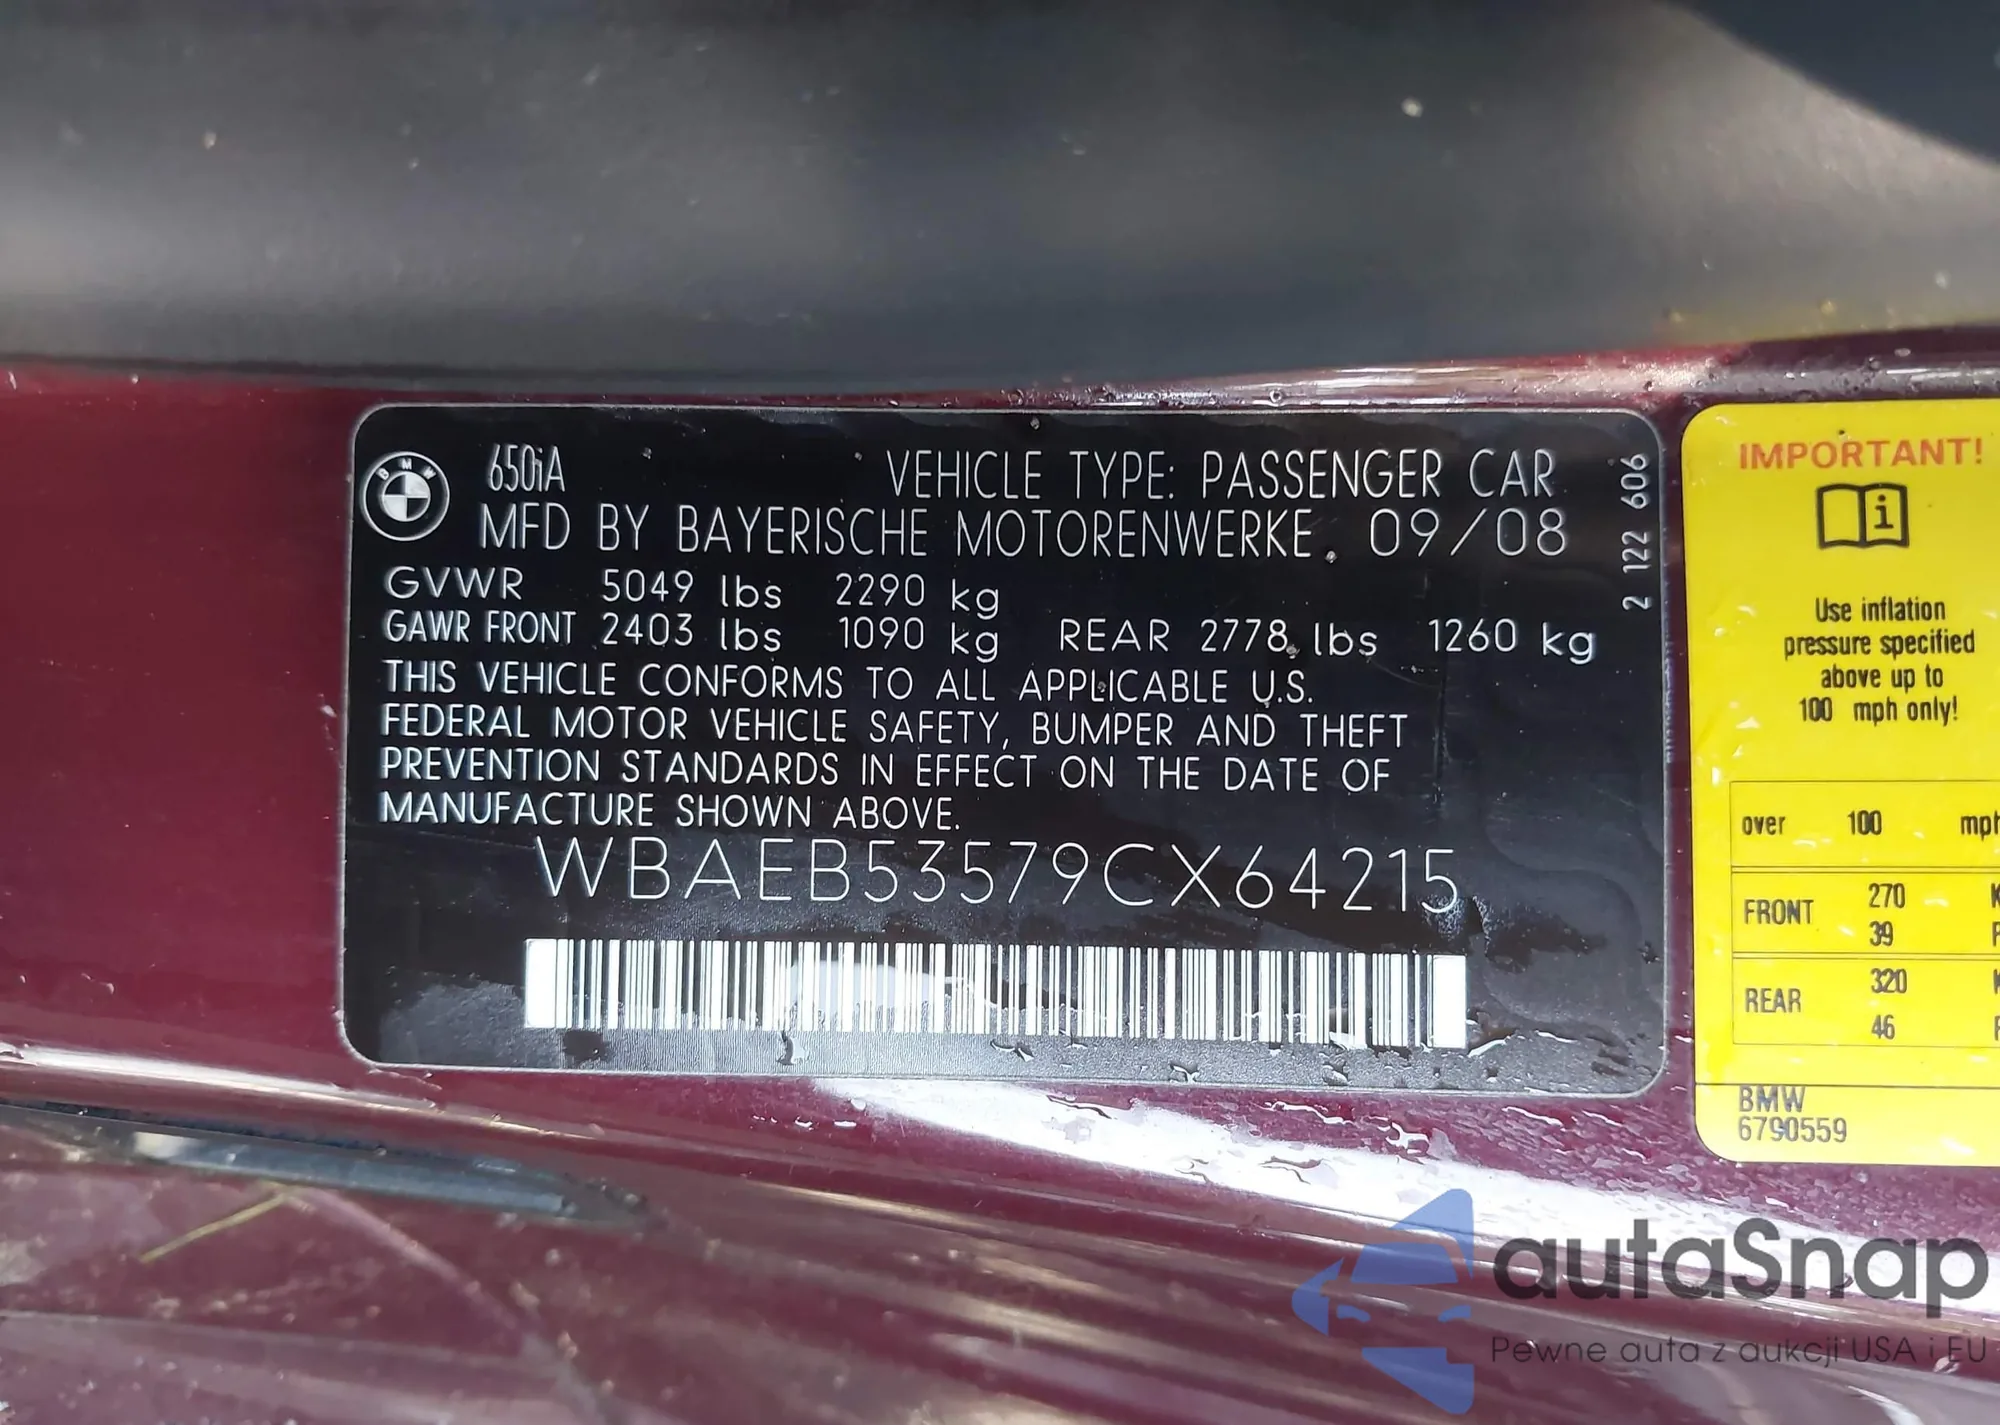 BMW
650iA VEHICLE TYPE: PASSENGER CAR
MFD BY BAYERISCHE MOTORENWERKE. 09/08
GVWR 5049 lbs 2290 kg
GAWR FRONT 2403 lbs 1090 kg REAR 2778 lbs 1260 kg
THIS VEHICLE CONFORMS TO ALL APPLICABLE U.S.
FEDERAL MOTOR VEHICLE SAFETY, BUMPER AND THEFT
PREVENTION STANDARDS IN EFFECT ON THE DATE OF
MANUFACTURE SHOWN ABOVE.
WBAEB53579CX64215
2 122 606
IMPORTANT!
i
Use inflation
pressure specified
above up to
100 mph only!
over 100 mph
FRONT 270
39
REAR 320
46
BMW
6790559
autaSnap
Pewne auta z aukcji USA i EU